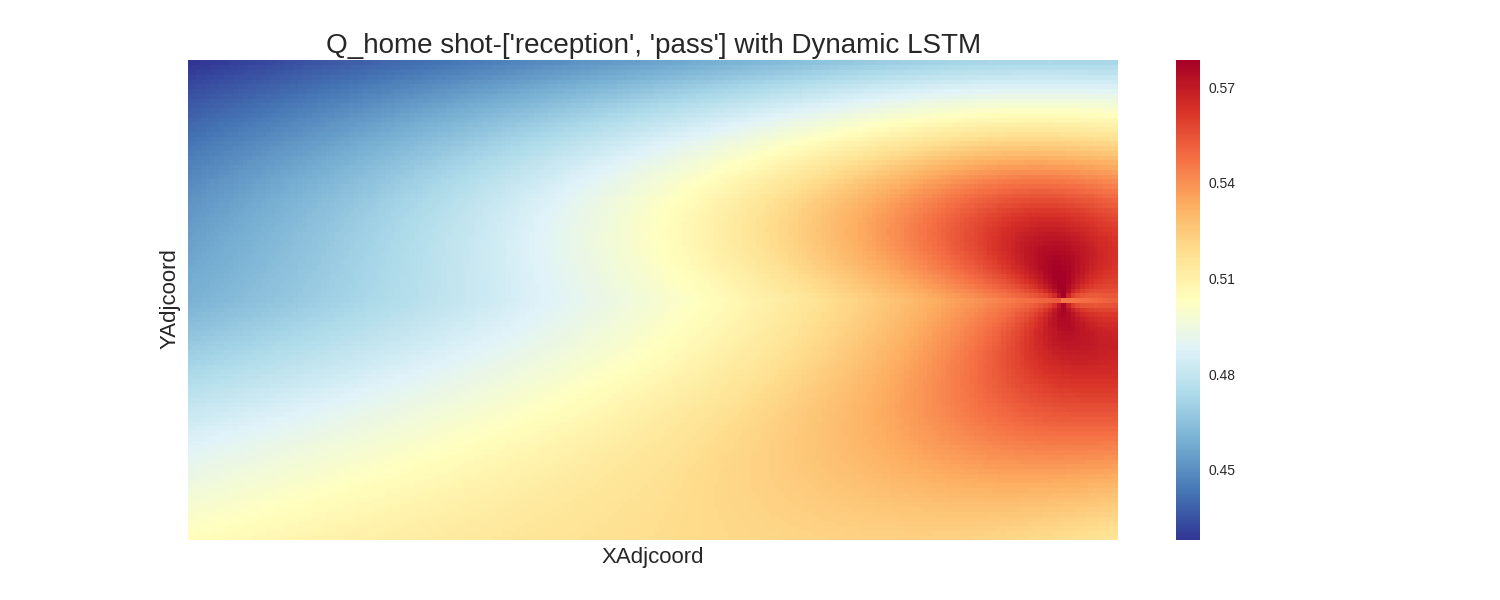 Q_home shot-['reception', 'pass'] with Dynamic LSTM
YAdjcoord
XAdjcoord
0.57
0.54
0.51
0.48
0.45